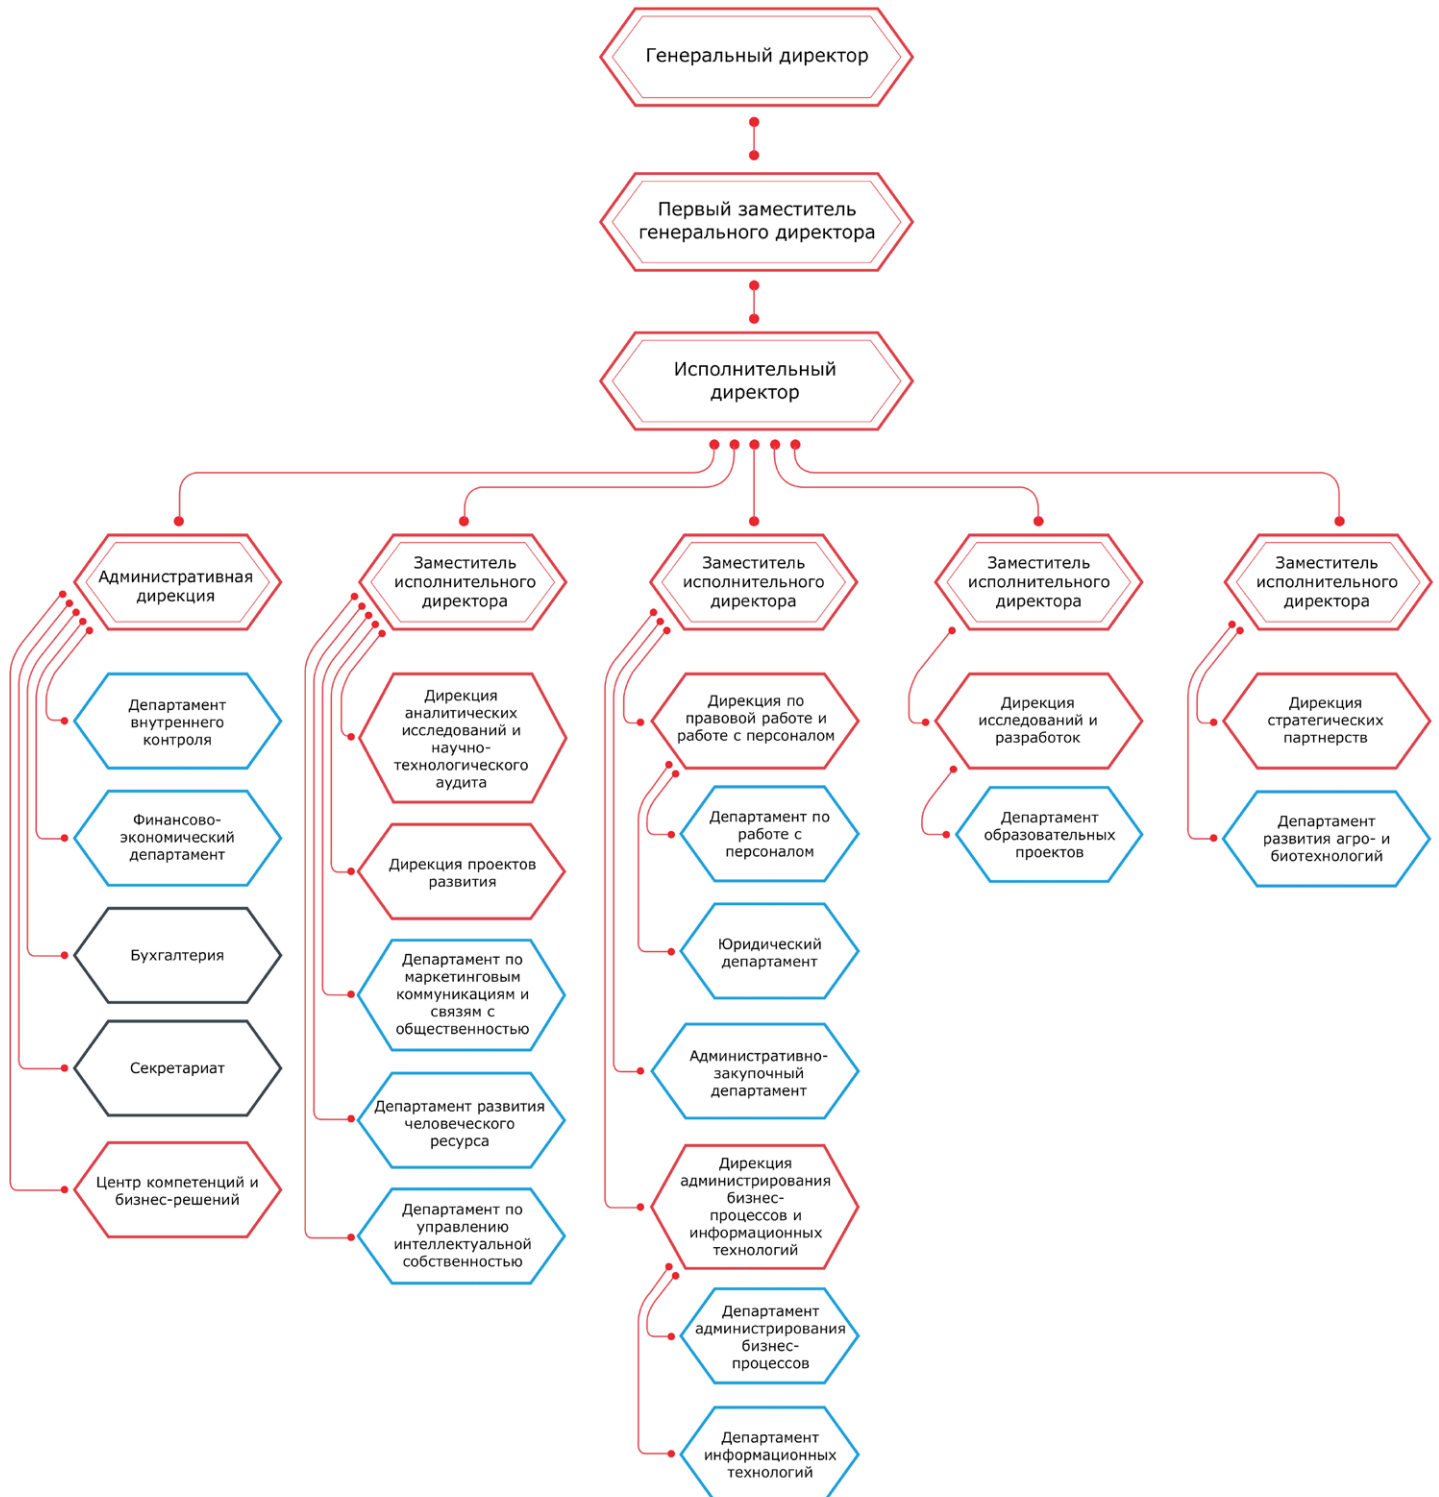 Генеральный директор
Первый заместитель
генерального директора
Исполнительный
директор
Административная
дирекция
Департамент
внутреннего
контроля
Финансово-
экономический
департамент
Бухгалтерия
Секретариат
Центр компетенций и
бизнес-решений
Заместитель
исполнительного
директора
Дирекция
аналитических
исследований и
научно-
технологического
аудита
Дирекция проектов
развития
Департамент по
маркетинговым
коммуникациям и
связям с
общественностью
Департамент развития
человеческого
ресурса
Департамент по
управлению
интеллектуальной
собственностью
Заместитель
исполнительного
директора
Дирекция по
правовой работе и
работе с персоналом
Департамент по
работе с
персоналом
Юридический
департамент
Административно-
закупочный
департамент
Дирекция
администрирования
бизнес-
процессов и
информационных
технологий
Департамент
администрирования
бизнес-
процессов
Департамент
информационных
технологий
Заместитель
исполнительного
директора
Дирекция
исследований и
разработок
Департамент
образовательных
проектов
Заместитель
исполнительного
директора
Дирекция
стратегических
партнерств
Департамент
развития агро- и
биотехнологий